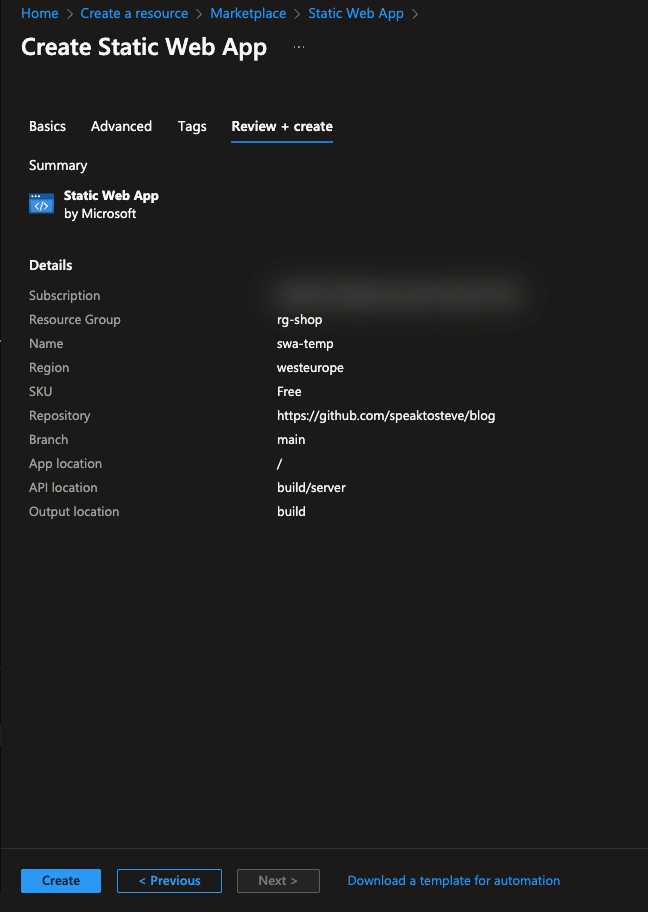 Home > Create a resource > Marketplace > Static Web App >
Create Static Web App ...
Basics Advanced Tags Review + create
Summary
Static Web App
by Microsoft
Details
Subscription
Resource Group rg-shop
Name swa-temp
Region westeurope
SKU Free
Repository https://github.com/speaktosteve/blog
Branch main
App location /
API location build/server
Output location build
Create < Previous Next > Download a template for automation